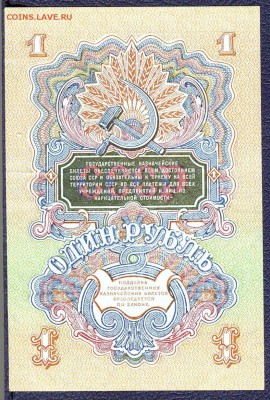 COINS.LAVE.RU
1 1
ГОСУДАРСТВЕННЫЕ КАЗНАЧЕЙСКИЕ
БИЛЕТЫ ОБЕСПЕЧИВАЮТСЯ ВСЕМ ДОСТОЯНИЕМ
СОЮЗА ССР И ОБЯЗАТЕЛЬНЫ К ПРИЕМУ НА ВСЕЙ
ТЕРРИТОРИИ СССР ВО ВСЕ ПЛАТЕЖИ ДЛЯ ВСЕХ
УЧРЕЖДЕНИЙ, ПРЕДПРИЯТИЙ И ЛИЦ ПО
НАРИЦАТЕЛЬНОЙ СТОИМОСТИ
ОДИН РУБЛЬ
ПОДДЕЛКА
ГОСУДАРСТВЕННЫХ
КАЗНАЧЕЙСКИХ БИЛЕТОВ
ПРЕСЛЕДУЕТСЯ
ПО ЗАКОНУ.
1 1